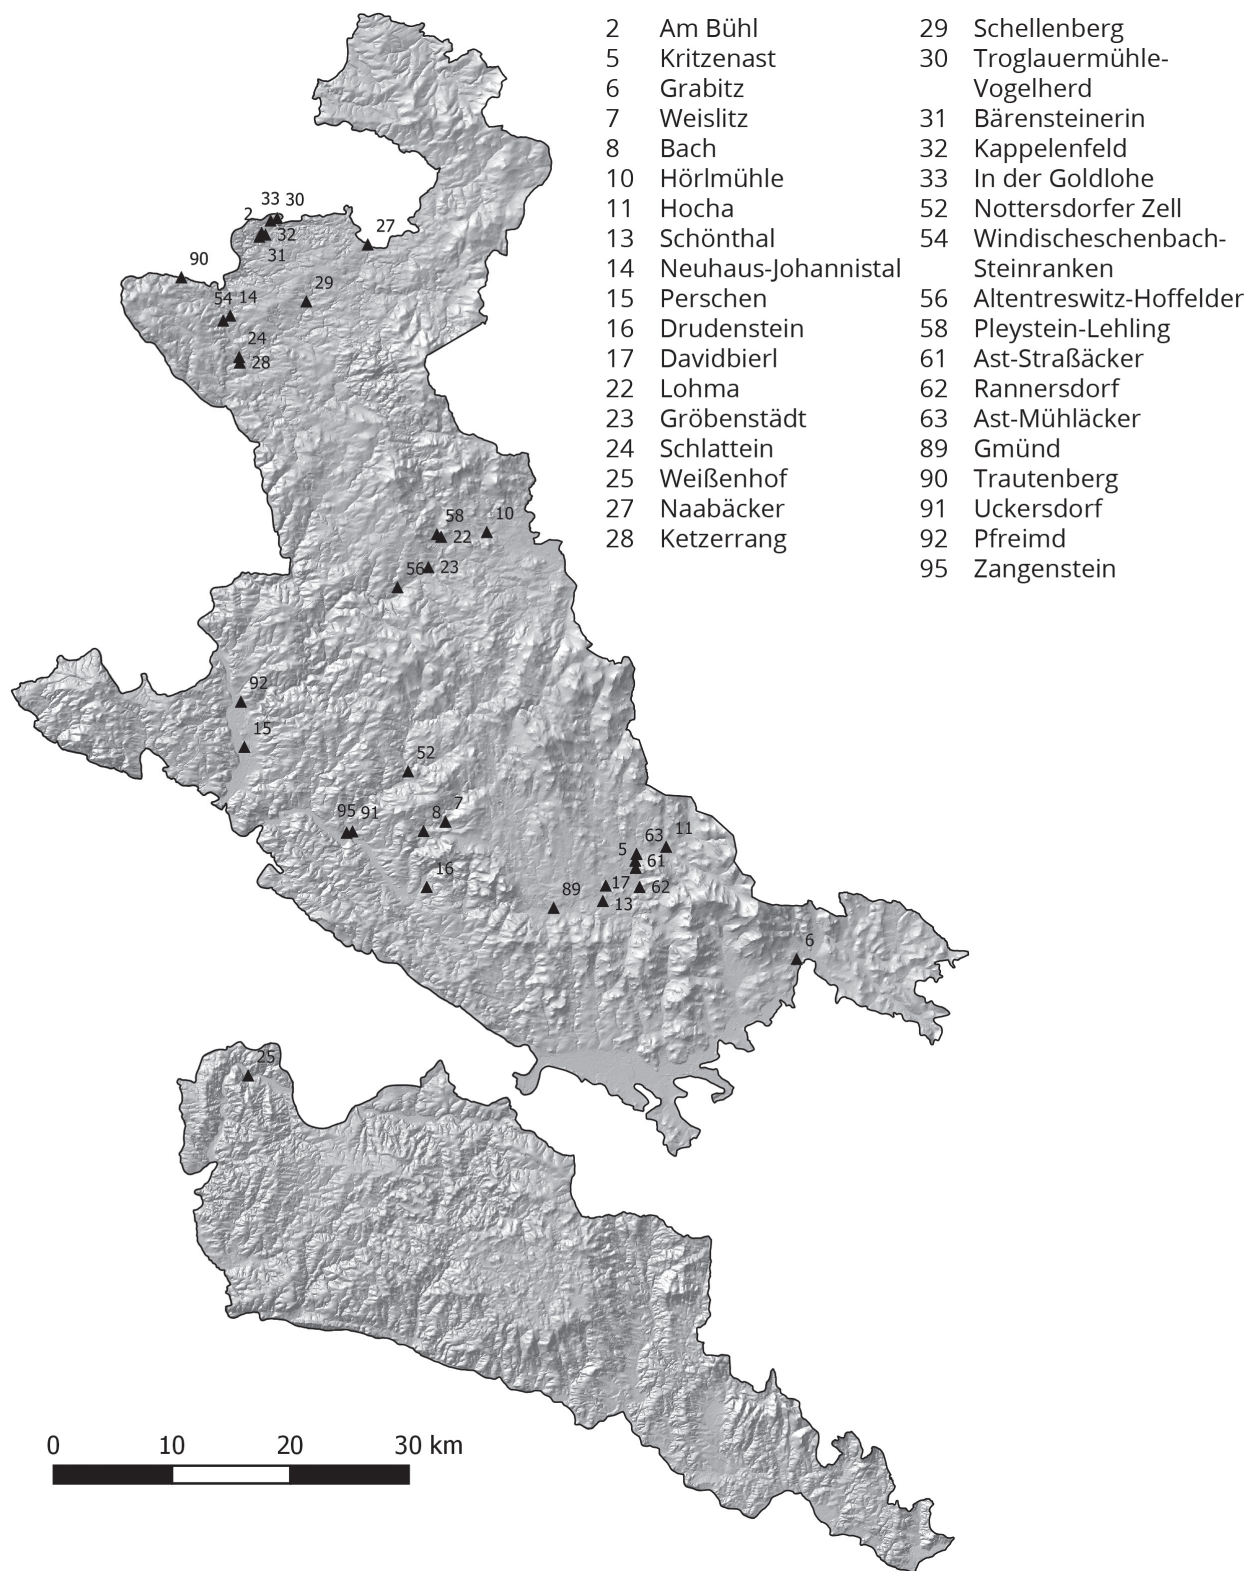 2 Am Bühl
5 Kritzenast
6 Grabitz
7 Weislitz
8 Bach
10 Hörlmühle
11 Hocha
13 Schönthal
14 Neuhaus-Johannistal
15 Perschen
16 Drudenstein
17 Davidbierl
22 Lohma
23 Gröbenstädt
24 Schlattein
25 Weißenhof
27 Naabäcker
28 Ketzerrang
29 Schellenberg
30 Troglauermühle-
Vogelherd
31 Bärensteinerin
32 Kappelenfeld
33 In der Goldlohe
52 Nottersdorfer Zell
54 Windischeschenbach-
Steinranken
56 Altentreswitz-Hoffelder
58 Pleystein-Lehling
61 Ast-Straßäcker
62 Rannersdorf
63 Ast-Mühläcker
89 Gmünd
90 Trautenberg
91 Uckersdorf
92 Pfreimd
95 Zangenstein
33 30
2
27
32
31
90
29
54 14
24
28
58 10
22
56 23
92
15
52
95 91 8 7
63 11
5
61
16
17 62
89
13
6
25
0 10 20 30 km